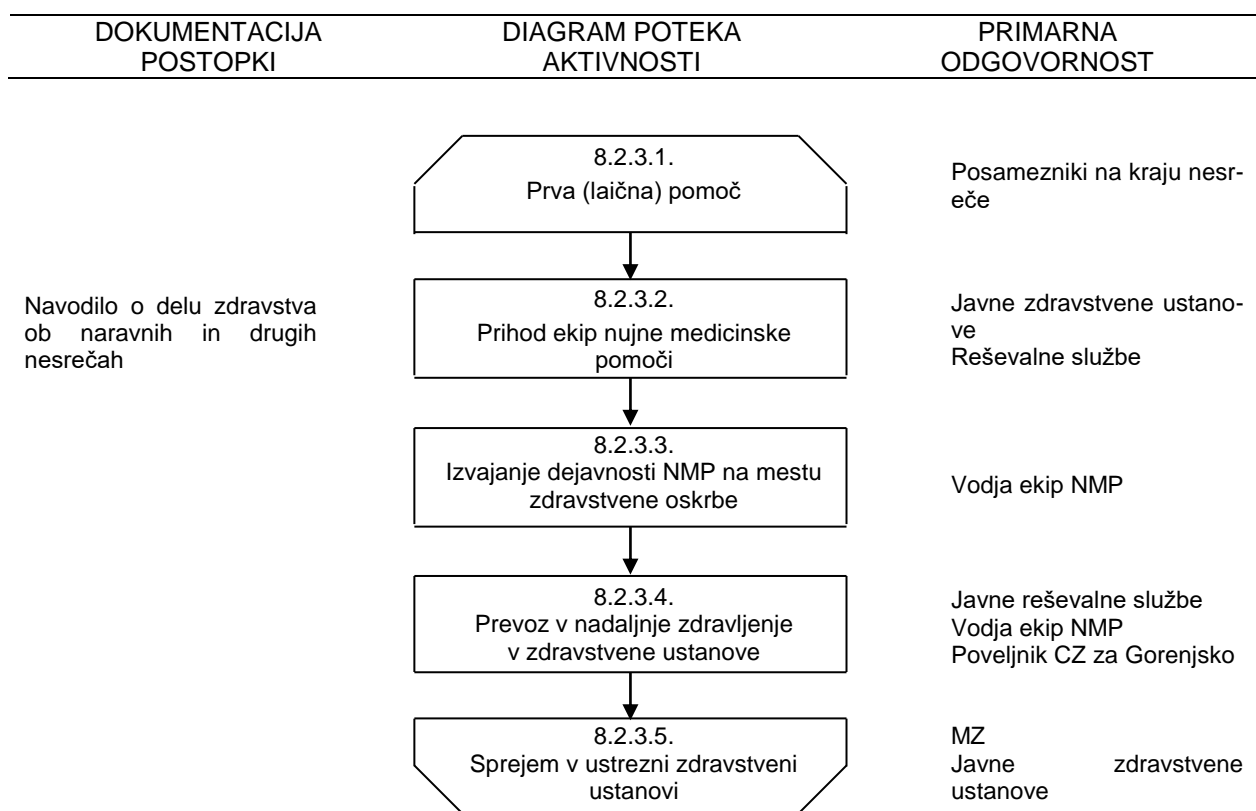 DOKUMENTACIJA
POSTOPKI
DIAGRAM POTEKA
AKTIVNOSTI
PRIMARNA
ODGOVORNOST
8.2.3.1.
Prva (laična) pomoč
Posamezniki na kraju nesr-
eče
Navodilo o delu zdravstva
ob naravnih in drugih
nesrečah
8.2.3.2.
Prihod ekip nujne medicinske
pomoči
Javne zdravstvene ustano-
ve
Reševalne službe
8.2.3.3.
Izvajanje dejavnosti NMP na mestu
zdravstvene oskrbe
Vodja ekip NMP
8.2.3.4.
Prevoz v nadaljnje zdravljenje
v zdravstvene ustanove
Javne reševalne službe
Vodja ekip NMP
Poveljnik CZ za Gorenjsko
8.2.3.5.
Sprejem v ustrezni zdravstveni
ustanovi
MZ
Javne zdravstvene
ustanove